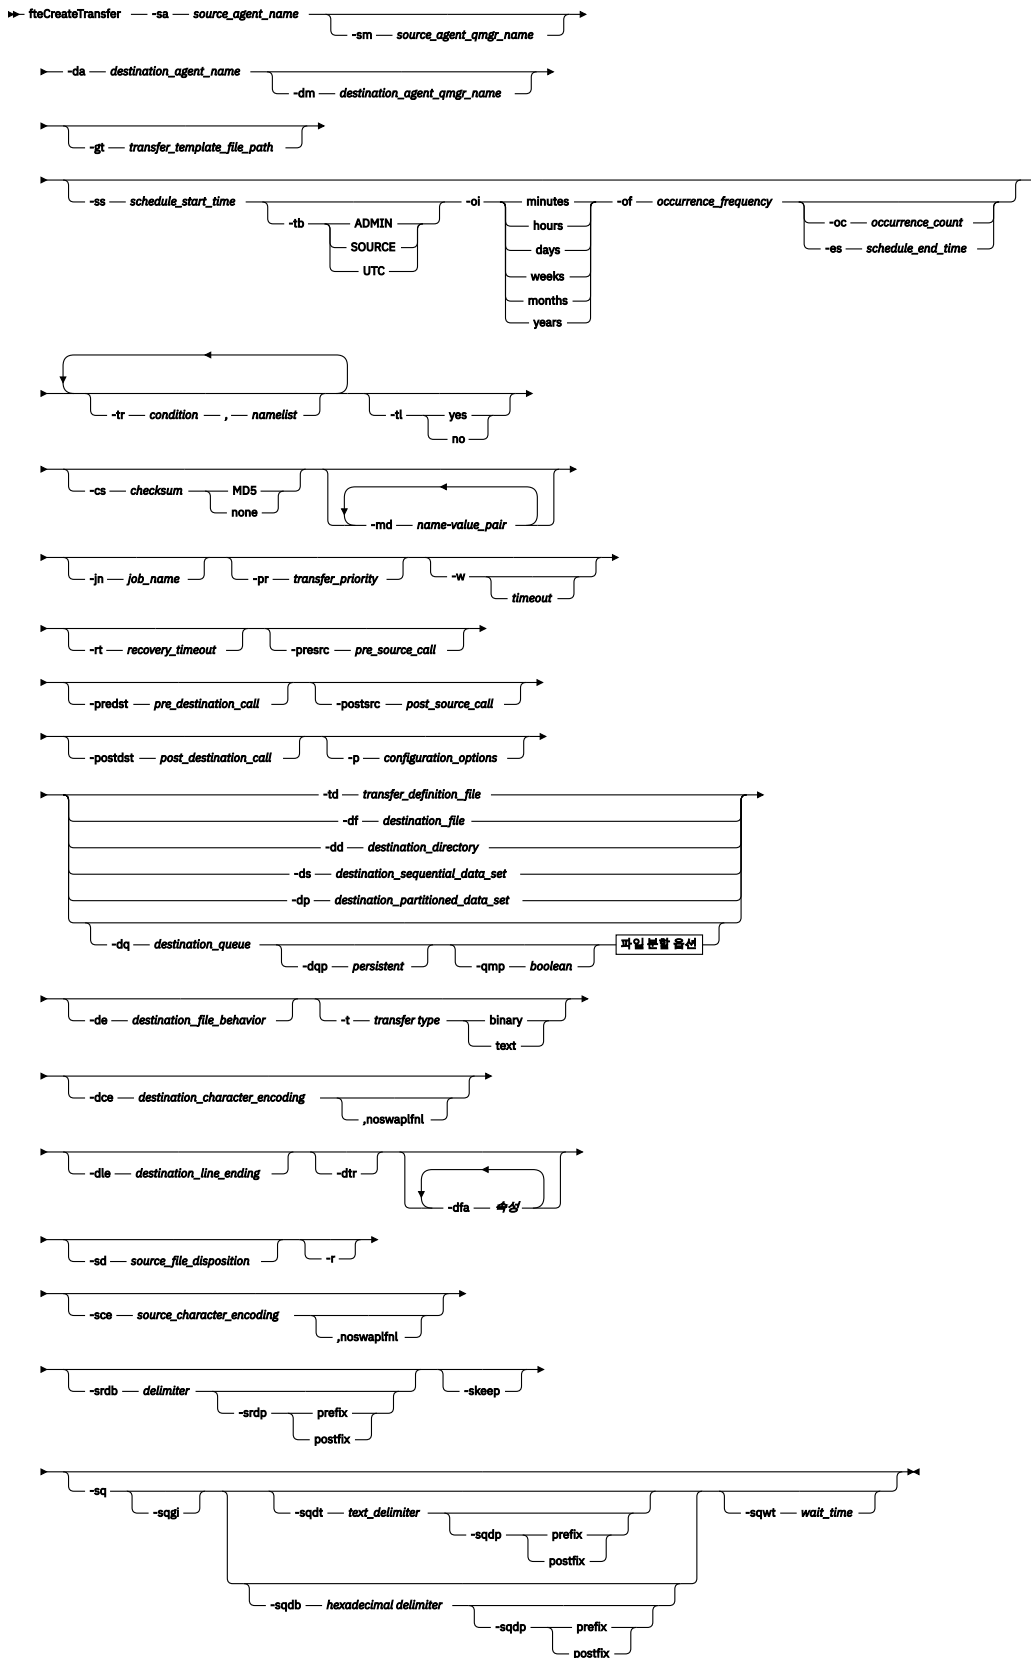 fteCreateTransfer -sa source_agent_name
-sm source_agent_qmgr_name
-da destination_agent_name
-dm destination_agent_qmgr_name
-gt transfer_template_file_path
-ss schedule_start_time -oi minutes -of occurrence_frequency
-tb ADMIN hours -oc occurrence_count
SOURCE days -es schedule_end_time
UTC weeks
months
years
-tr condition , namelist -tl yes
no
-cs checksum MD5
none -md name-value_pair
-jn job_name -pr transfer_priority -w
timeout
-rt recovery_timeout -presrc pre_source_call
-predst pre_destination_call -postsrc post_source_call
-postdst post_destination_call -p configuration_options
-td transfer_definition_file
-df destination_file
-dd destination_directory
-ds destination_sequential_data_set
-dp destination_partitioned_data_set
-dq destination_queue 파일 분할 옵션
-dqp persistent -qmp boolean
-de destination_file_behavior -t transfer type binary
text
-dce destination_character_encoding
,noswaplfnl
-dle destination_line_ending -dtr
-dfa 속성
-sd source_file_disposition -r
-sce source_character_encoding
,noswaplfnl
-srdb delimiter -skeep
-srdp prefix
postfix
-sq
-sqgi -sqdt text_delimiter -sqwt wait_time
-sqdp prefix
postfix
-sqdb hexadecimal delimiter
-sqdp prefix
postfix